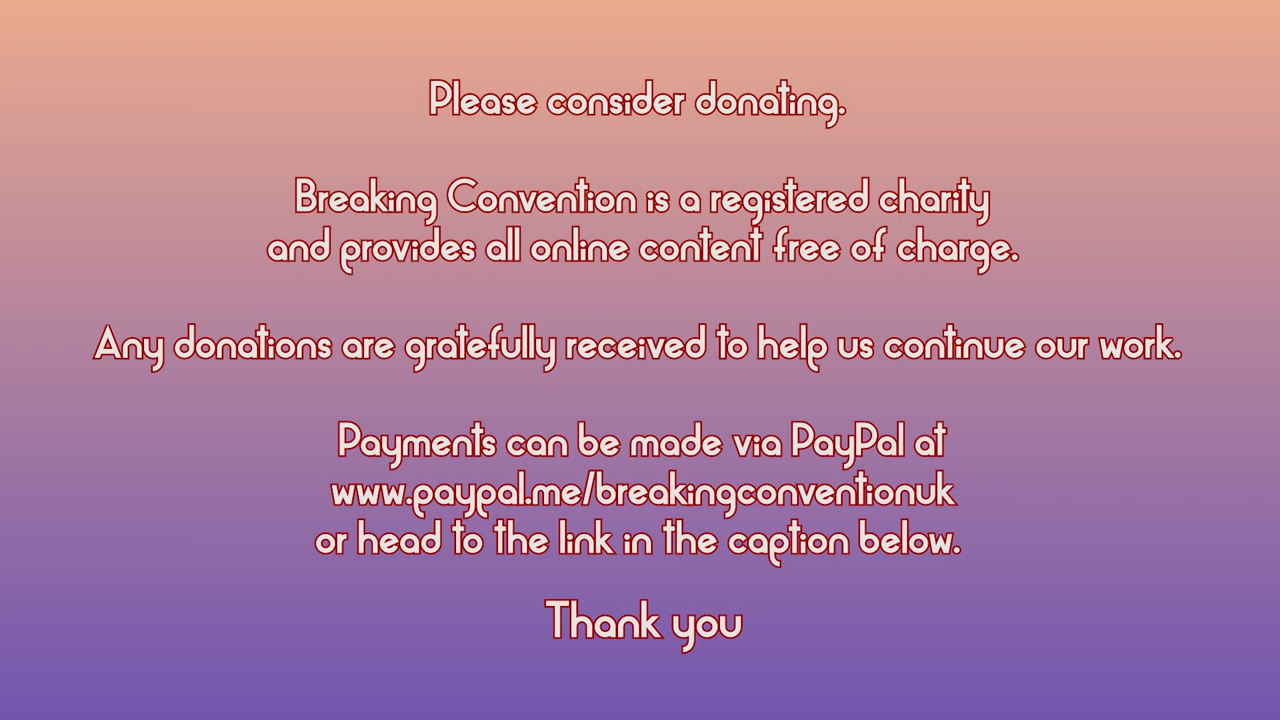 Please consider donating.
Breaking Convention is a registered charity
and provides all online content free of charge.
Any donations are gratefully received to help us continue our work.
Payments can be made via PayPal at
www.paypal.me/breakingconventionuk
or head to the link in the caption below.
Thank you